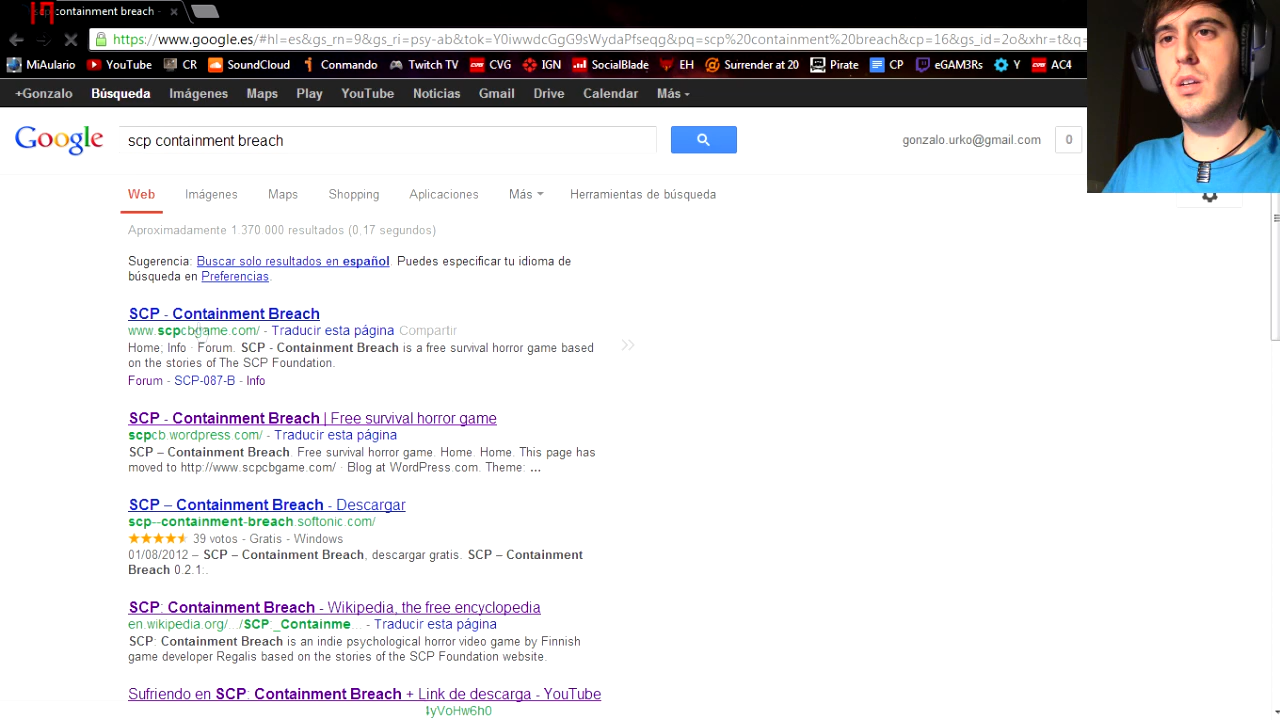 scp containment breach -
https://www.google.es/#hl=es&gs_rn=9&gs_ri=psy-ab&tok=Y0iwwdcGgG9sWydaPfseqg&pq=scp%20containment%20breach&cp=16&gs_id=2o&xhr=t&q=
MiAulario YouTube CR SoundCloud Conmando Twitch TV CVG IGN SocialBlade EH Surrender at 20 Pirate CP eGAM3Rs Y AC4
+Gonzalo Búsqueda Imágenes Maps Play YouTube Noticias Gmail Drive Calendar Más
Google scp containment breach gonzalo.urko@gmail.com 0
Web Imágenes Maps Shopping Aplicaciones Más Herramientas de búsqueda
Aproximadamente 1.370.000 resultados (0,17 segundos)
Sugerencia: Buscar solo resultados en español. Puedes especificar tu idioma de
búsqueda en Preferencias.
SCP - Containment Breach
www.scpcbgame.com/ - Traducir esta página Compartir
Home; Info · Forum. SCP - Containment Breach is a free survival horror game based
on the stories of The SCP Foundation.
Forum - SCP-087-B - Info
SCP - Containment Breach | Free survival horror game
scpcb.wordpress.com/ - Traducir esta página
SCP – Containment Breach. Free survival horror game. Home. Home. This page has
moved to http://www.scpcbgame.com/ · Blog at WordPress.com. Theme: ...
SCP – Containment Breach - Descargar
scp--containment-breach.softonic.com/
39 votos - Gratis - Windows
01/08/2012 – SCP – Containment Breach, descargar gratis. SCP – Containment
Breach 0.2.1:.
SCP: Containment Breach - Wikipedia, the free encyclopedia
en.wikipedia.org/.../SCP:_Containme... - Traducir esta página
SCP: Containment Breach is an indie psychological horror video game by Finnish
game developer Regalis based on the stories of the SCP Foundation website.
Sufriendo en SCP: Containment Breach + Link de descarga - YouTube